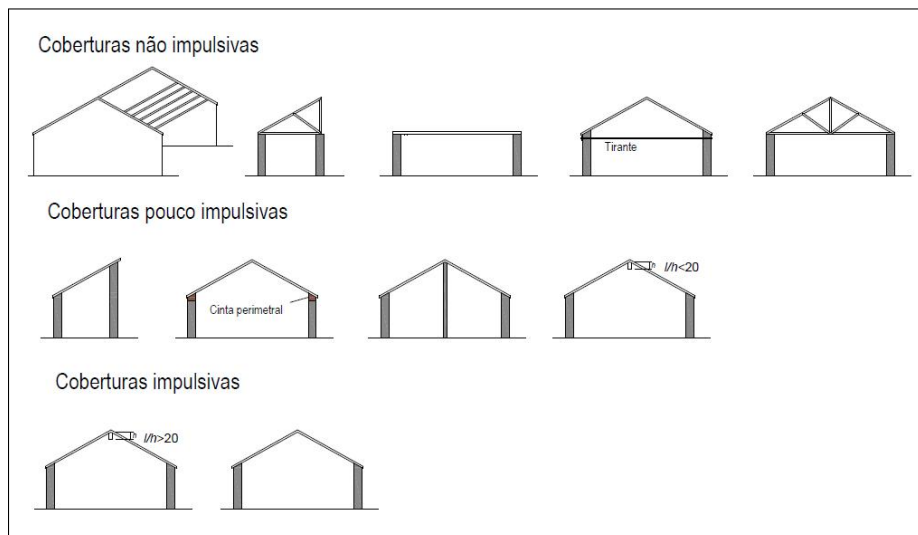 Coberturas não impulsivas
Tirante
Coberturas pouco impulsivas
Cinta perimetral
h l/h<20
Coberturas impulsivas
h l/h>20